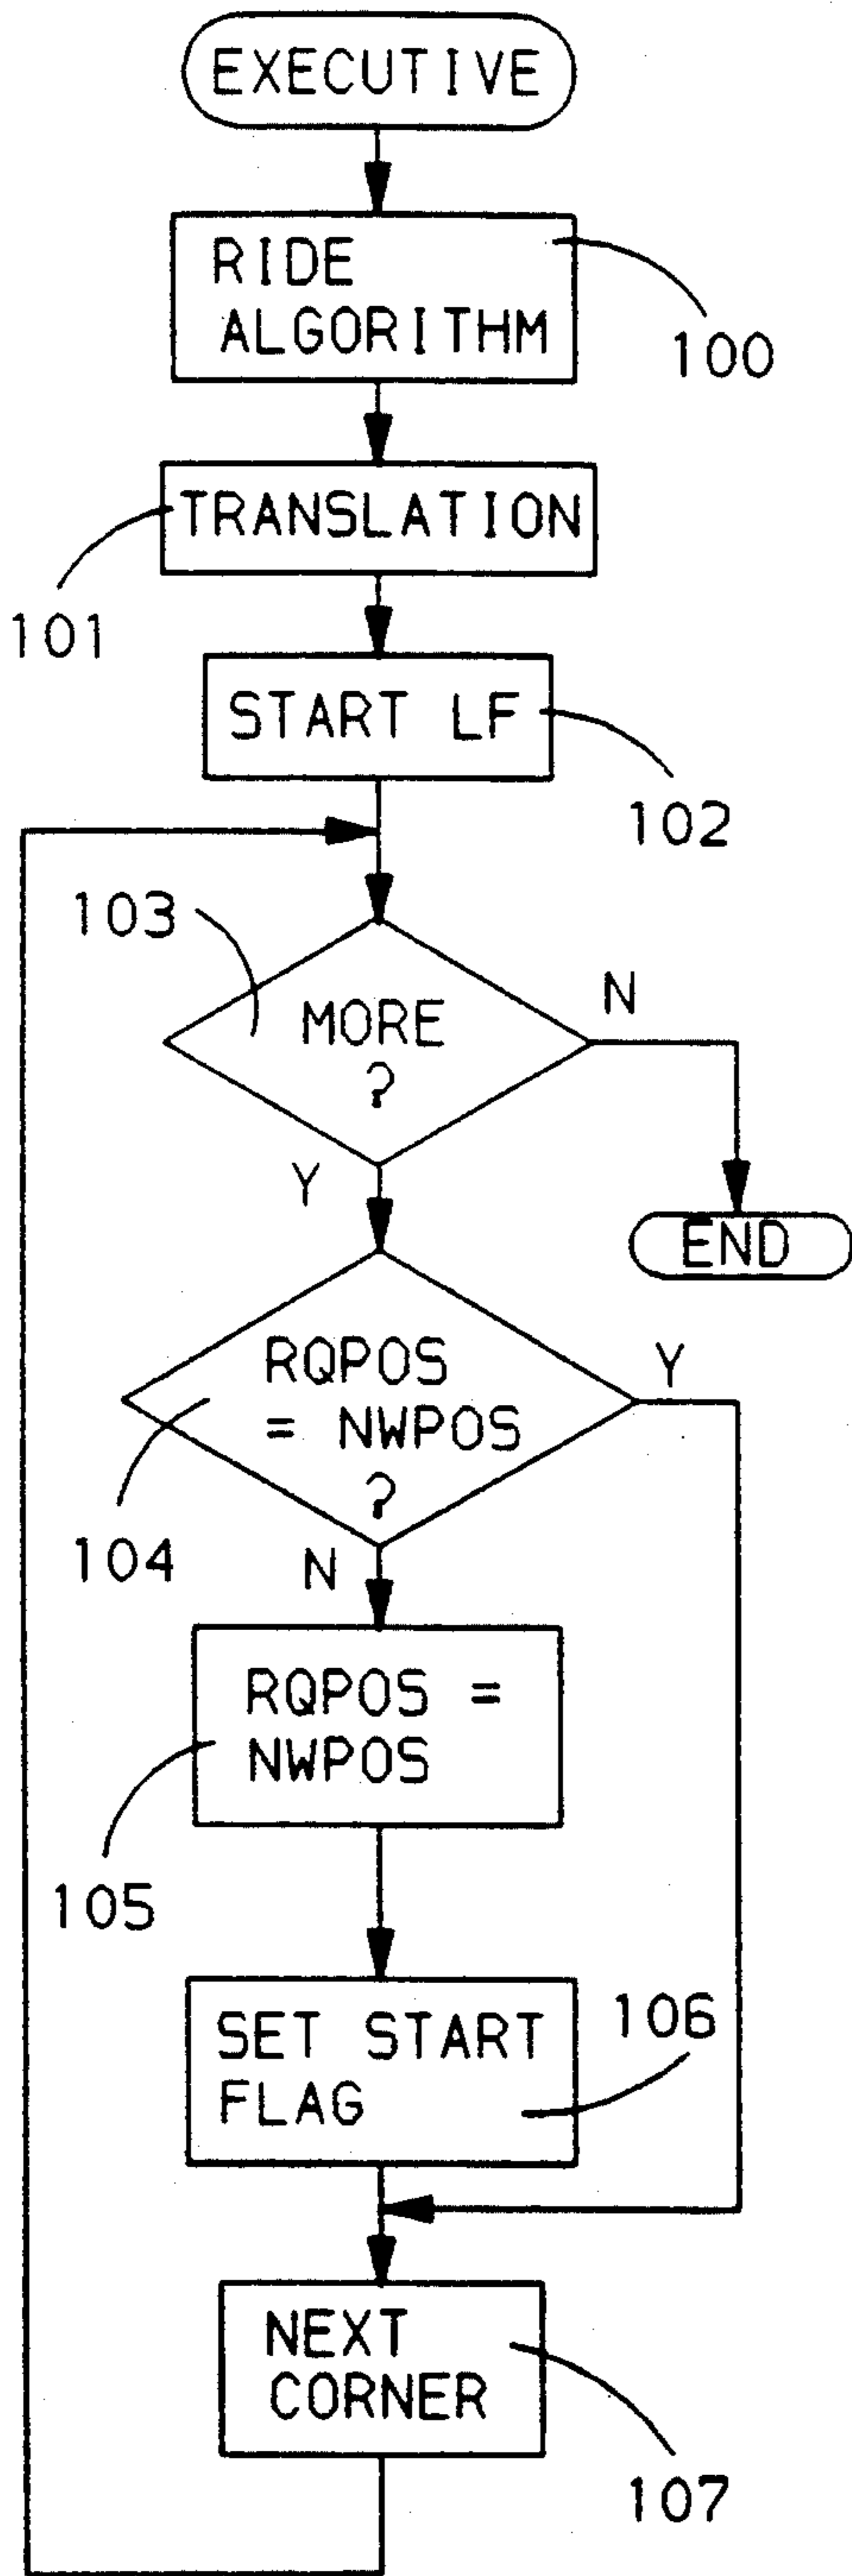 EXECUTIVE
RIDE
ALGORITHM
100
TRANSLATION
101
START LF
102
103
MORE
?
N
Y
END
RQPOS
= NWPOS
?
Y
104
N
RQPOS =
NWPOS
105
SET START
FLAG
106
NEXT
CORNER
107